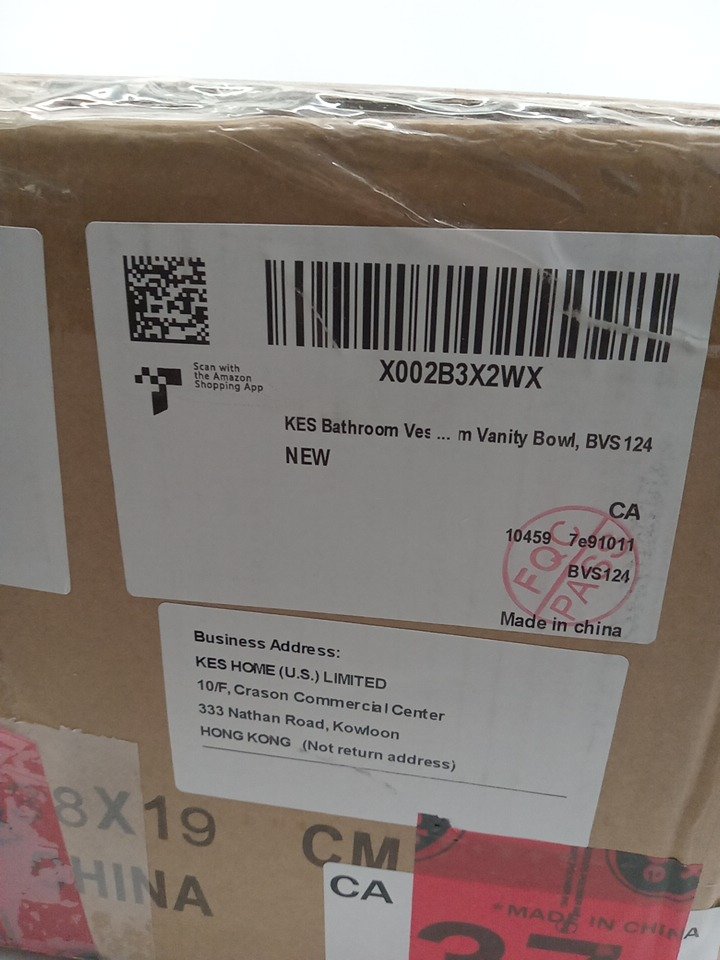 Scan with
the Amazon
Shopping App
X002B3X2WX
KES Bathroom Ves ... m Vanity Bowl, BVS124
NEW
CA
10459 7e91011
BVS124
FQC
PASS
Made in china
Business Address:
KES HOME (U.S.) LIMITED
10/F, Crason Commercial Center
333 Nathan Road, Kowloon
HONG KONG (Not return address)
8X19 CM
CHINA
CA
*MADE IN CHINA
37